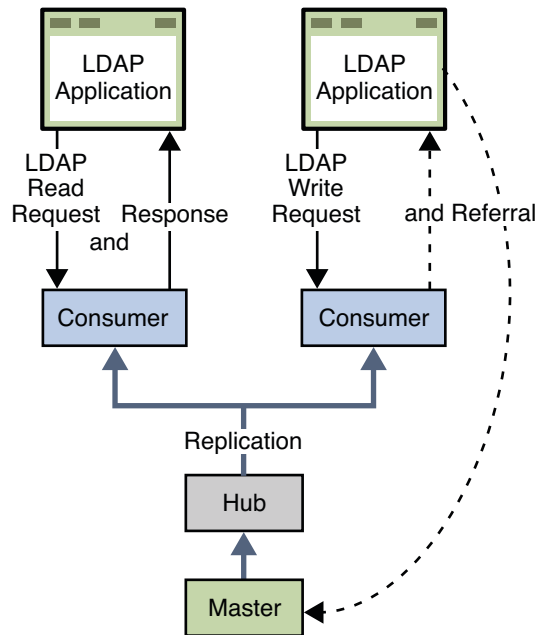 LDAP
Application
LDAP
Application
LDAP
Read
Request
and
Response
LDAP
Write
Request
and Referral
Consumer
Consumer
Replication
Hub
Master